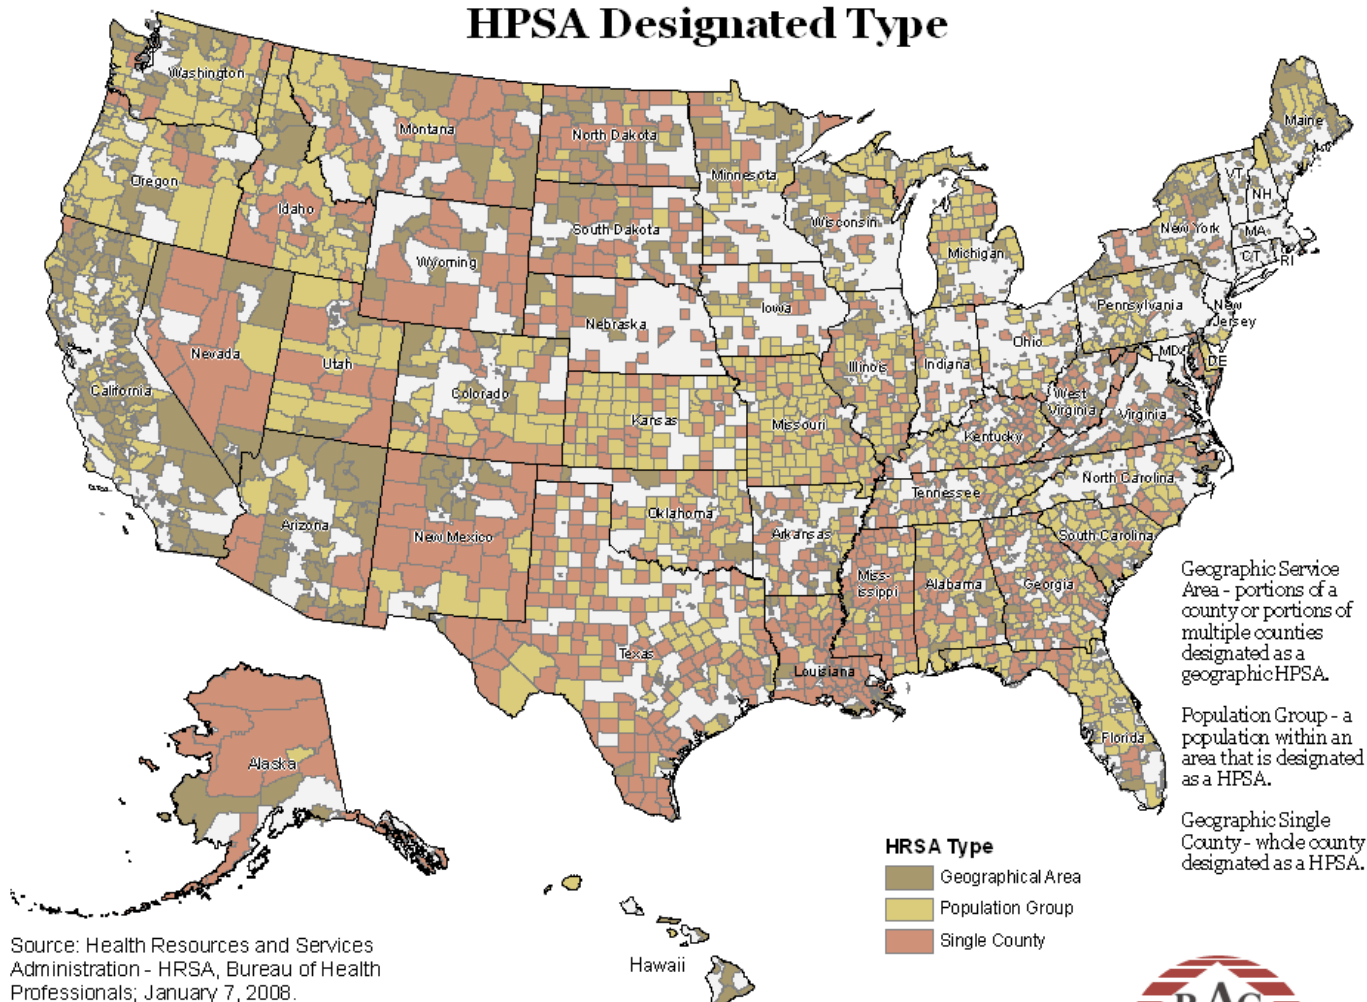 HPSA Designated Type
Washington
Montana
North Dakota
Minnesota
Maine
Oregon
Idaho
South Dakota
Wisconsin
VT
NH
New York
MA
CT
RI
Michigan
Wyoming
Iowa
Pennsylvania
New
Jersey
Nebraska
Nevada
Utah
Colorado
Illinois
Indiana
Ohio
MD
DE
California
Kansas
Missouri
West
Virginia
Virginia
Kentucky
North Carolina
Tennessee
Arizona
New Mexico
Oklahoma
Arkansas
South Carolina
Miss-
issippi
Alabama
Georgia
Texas
Louisiana
Florida
Alaska
Hawaii
Geographic Service
Area - portions of a
county or portions of
multiple counties
designated as a
geographic HPSA.
Population Group - a
population within an
area that is designated
as a HPSA.
Geographic Single
County - whole county
designated as a HPSA.
HRSA Type
Geographical Area
Population Group
Single County
Source: Health Resources and Services
Administration - HRSA, Bureau of Health
Professionals; January 7, 2008.
RAC